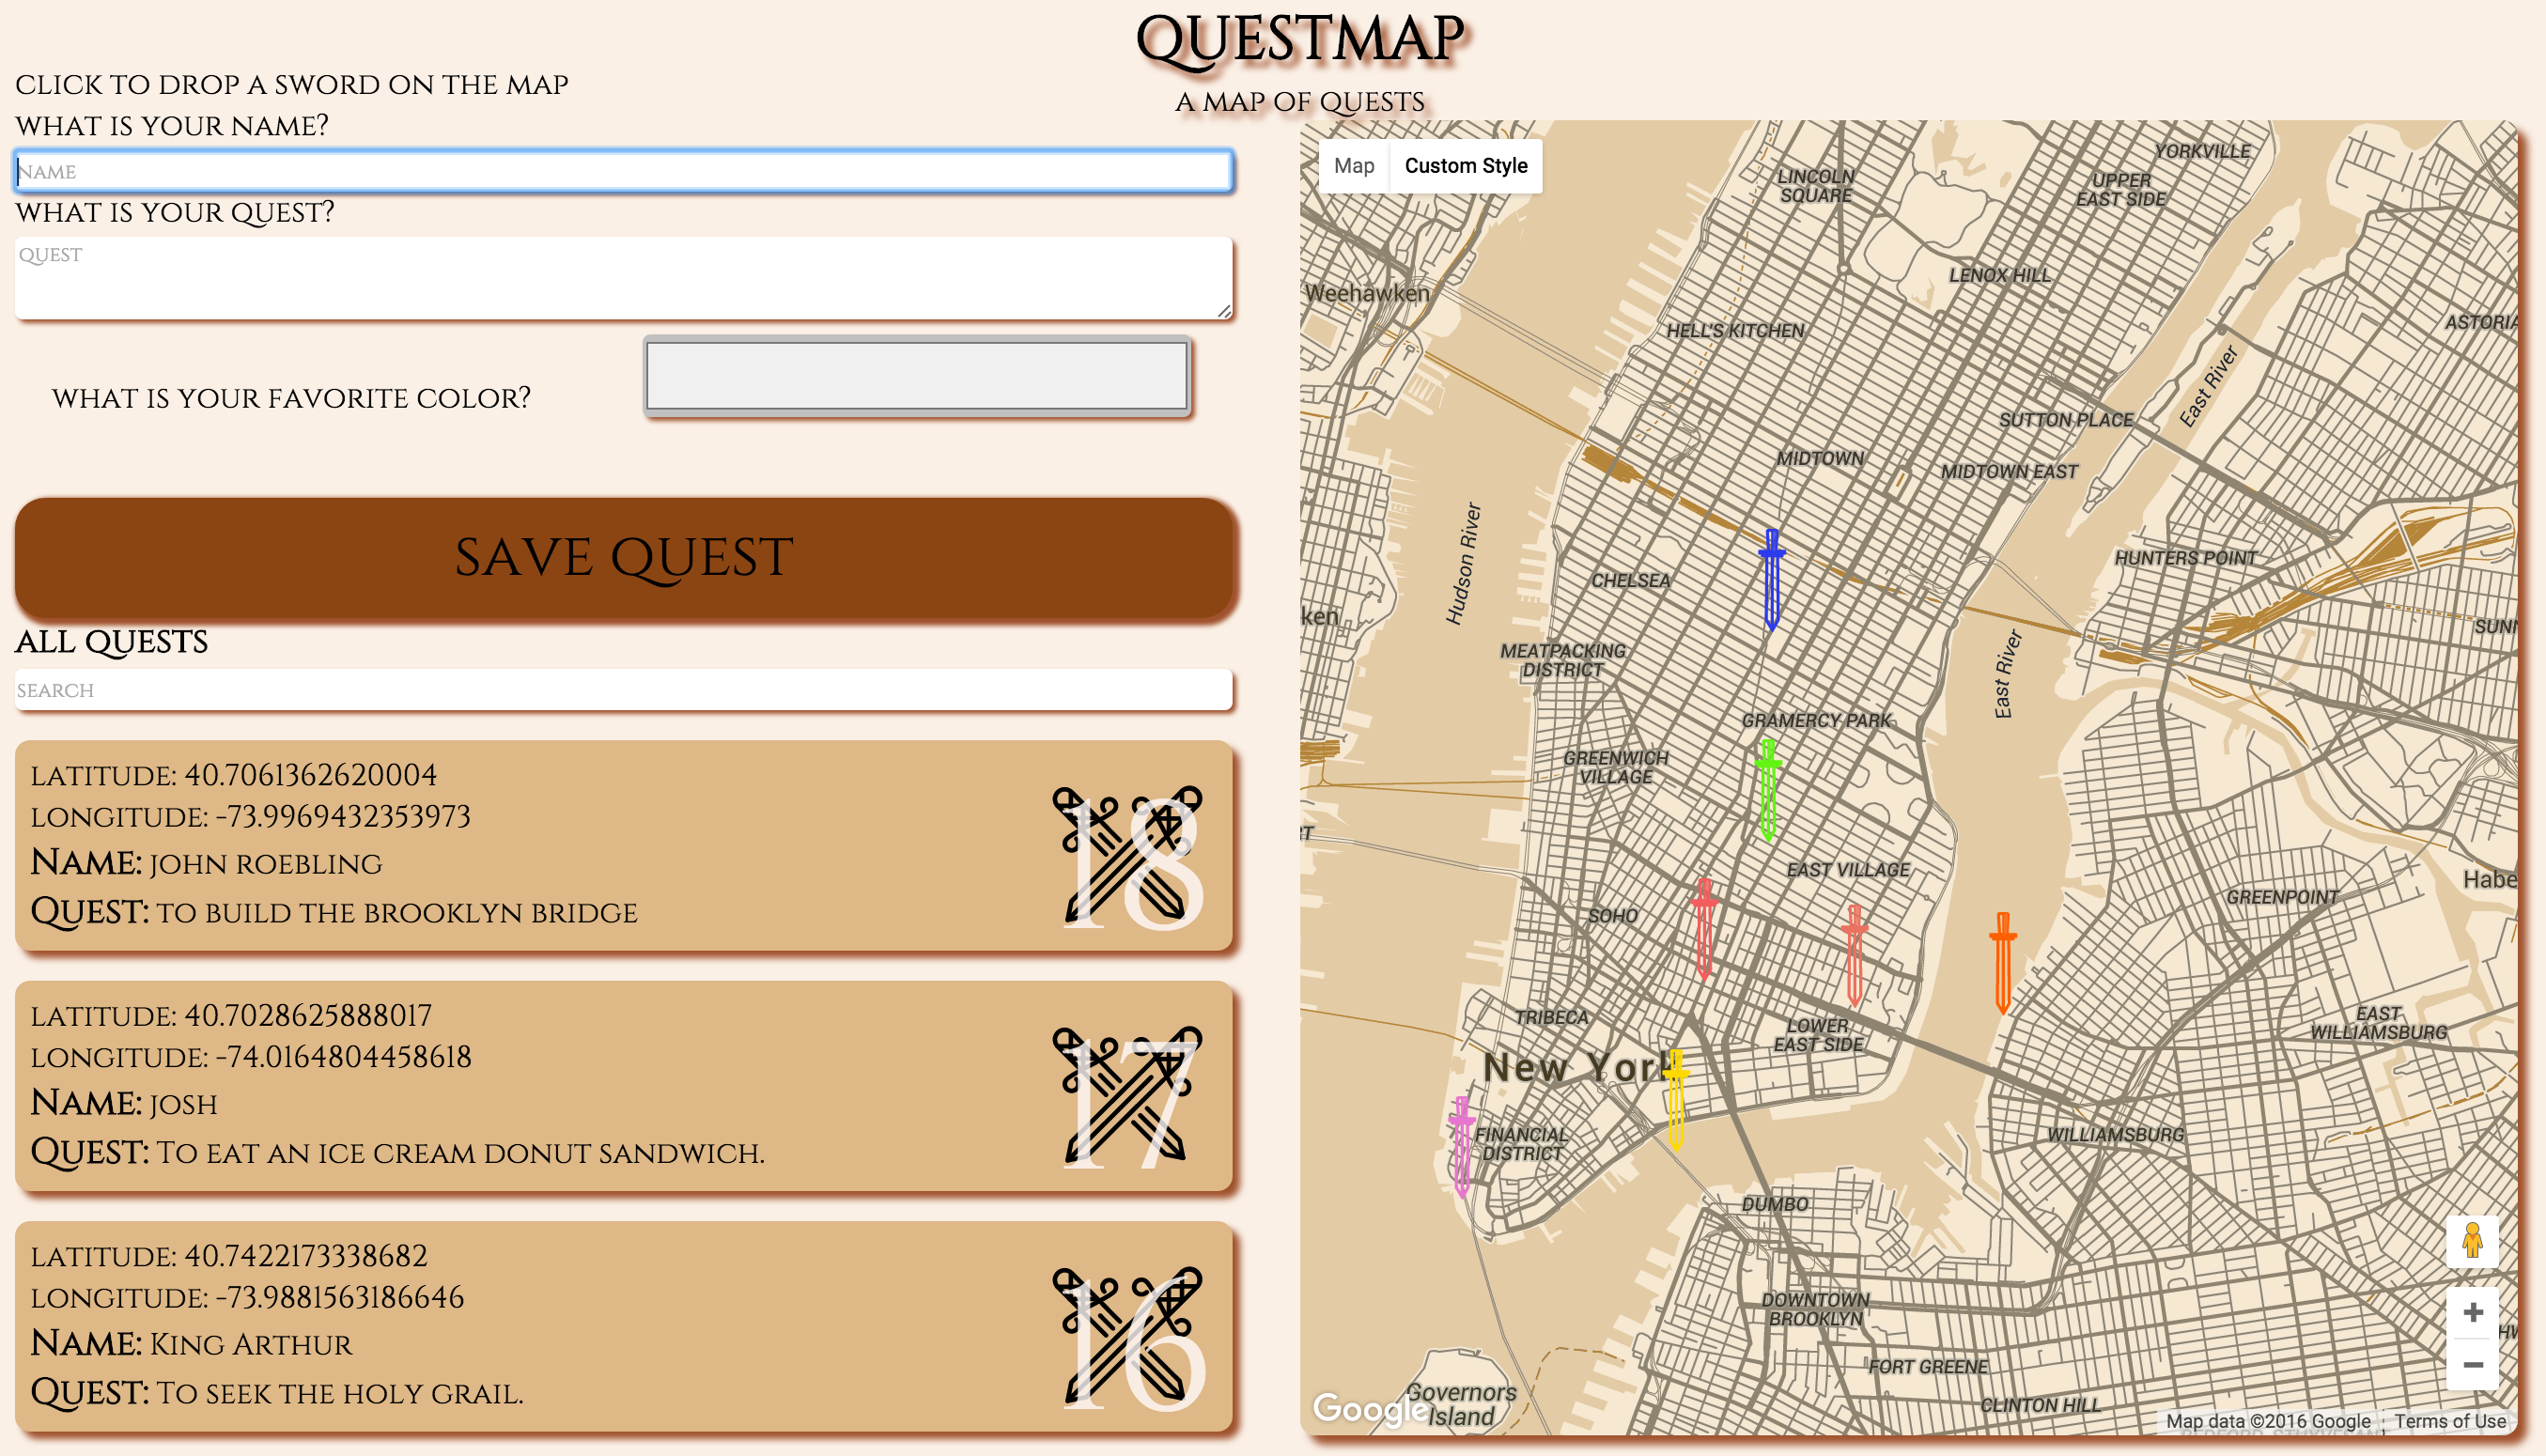 QUESTMAP
A MAP OF QUESTS
CLICK TO DROP A SWORD ON THE MAP
WHAT IS YOUR NAME?
NAME
WHAT IS YOUR QUEST?
QUEST
WHAT IS YOUR FAVORITE COLOR?
SAVE QUEST
ALL QUESTS
SEARCH
LATITUDE: 40.7061362620004
LONGITUDE: -73.9969432353973
NAME: JOHN ROEBLING
QUEST: TO BUILD THE BROOKLYN BRIDGE
18
LATITUDE: 40.7028625888017
LONGITUDE: -74.0164804458618
NAME: JOSH
QUEST: TO EAT AN ICE CREAM DONUT SANDWICH.
17
LATITUDE: 40.7422173338682
LONGITUDE: -73.9881563186646
NAME: KING ARTHUR
QUEST: TO SEEK THE HOLY GRAIL.
16
Map
Custom Style
YORKVILLE
LINCOLN
SQUARE
UPPER
EAST SIDE
LENOX HILL
Weehawken
HELL'S KITCHEN
ASTORIA
East River
SUTTON PLACE
MIDTOWN
MIDTOWN EAST
Hudson River
HUNTERS POINT
CHELSEA
ken
SUNN
MEATPACKING
DISTRICT
East River
GRAMERCY PARK
GREENWICH
VILLAGE
RT
EAST VILLAGE
Habe
GREENPOINT
SOHO
TRIBECA
LOWER
EAST SIDE
EAST
WILLIAMSBURG
New York
FINANCIAL
DISTRICT
WILLIAMSBURG
DUMBO
DOWNTOWN
BROOKLYN
HW
FORT GREENE
Governors
Island
CLINTON HILL
Google
Map data ©2016 Google
Terms of Use